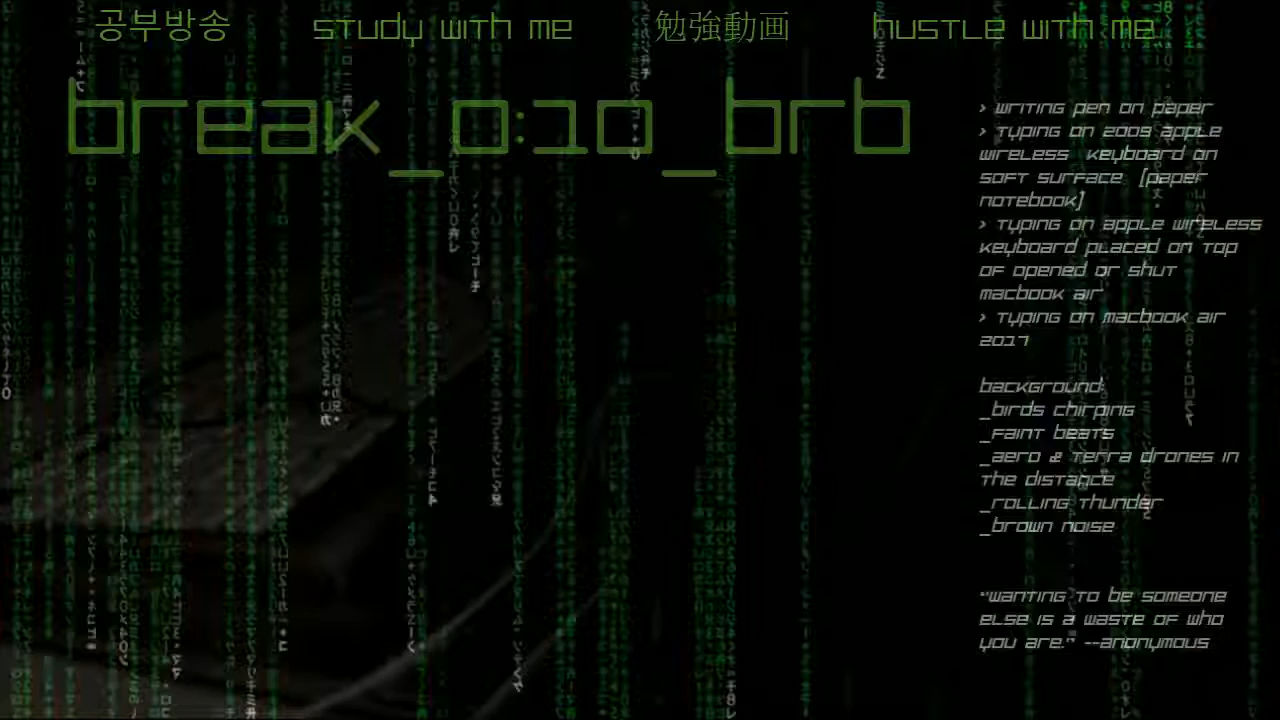 공부방송 study with me 勉強動画 hustle with me
break_0:10_brb
> writing pen on paper
> typing on 2009 apple
wireless keyboard on
soft surface [paper
notebook]
> typing on apple wireless
keyboard placed on top
of opened or shut
macbook air
> typing on macbook air
2017
background:
_birds chirping
_faint beats
_aero & terra drones in
the distance
_rolling thunder
_brown noise
"wanting to be someone
else is a waste of who
you are." --anonymous